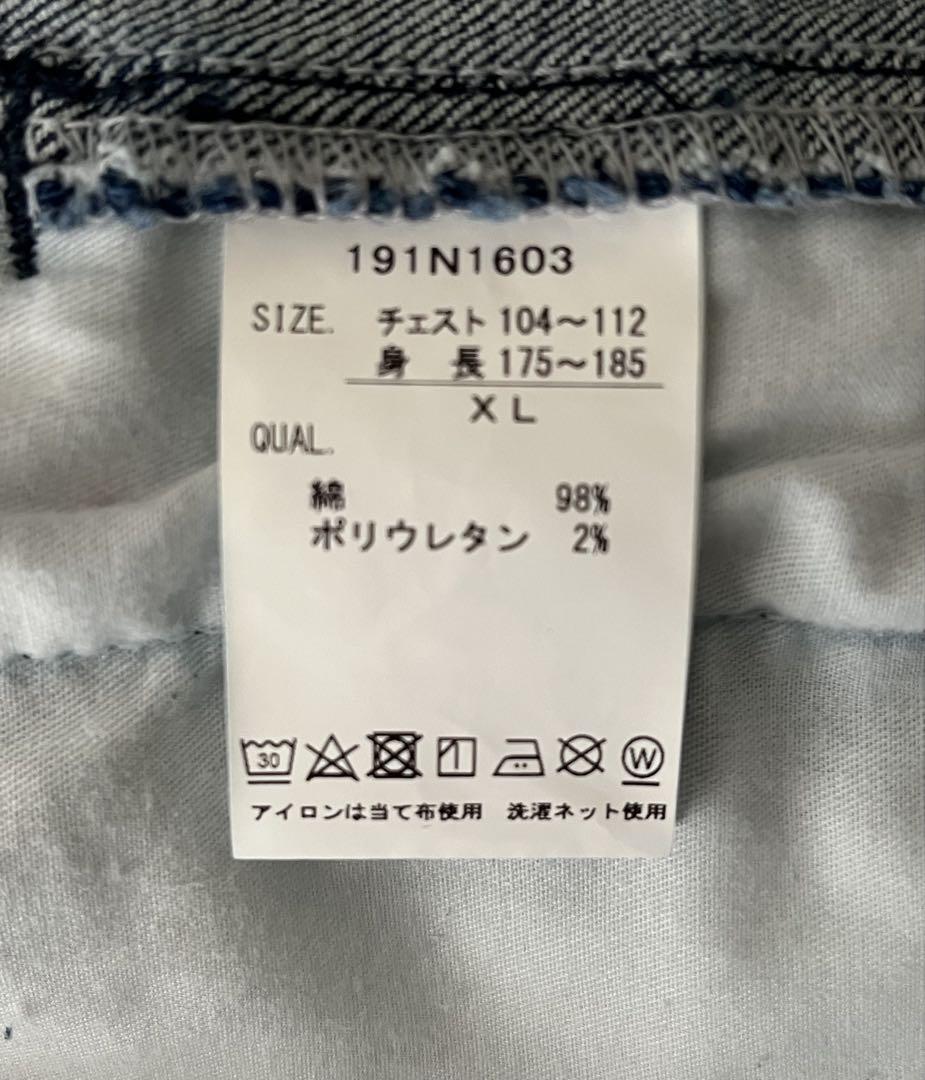 191N1603
SIZE. チェスト 104～112
身 長 175～185
XL
QUAL.
綿 98%
ポリウレタン 2%
30 W
アイロンは当て布使用 洗濯ネット使用